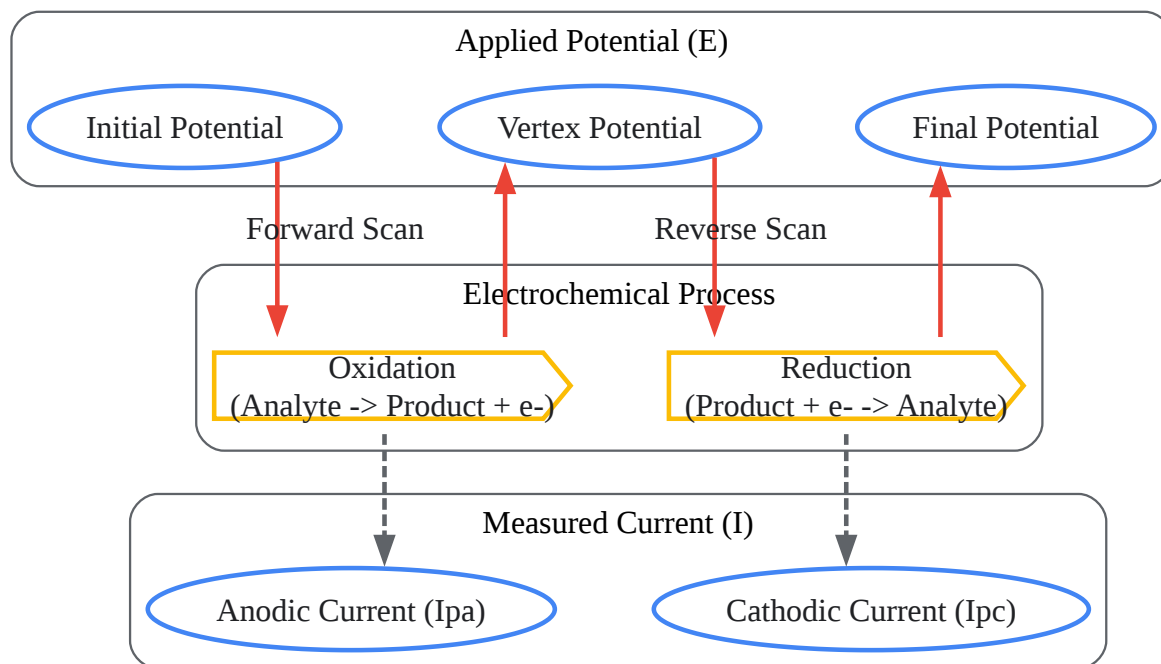 Applied Potential (E)
Initial Potential
Vertex Potential
Final Potential
Forward Scan
Reverse Scan
Electrochemical Process
Oxidation
(Analyte -> Product + e-)
Reduction
(Product + e- -> Analyte)
Measured Current (I)
Anodic Current (Ipa)
Cathodic Current (Ipc)